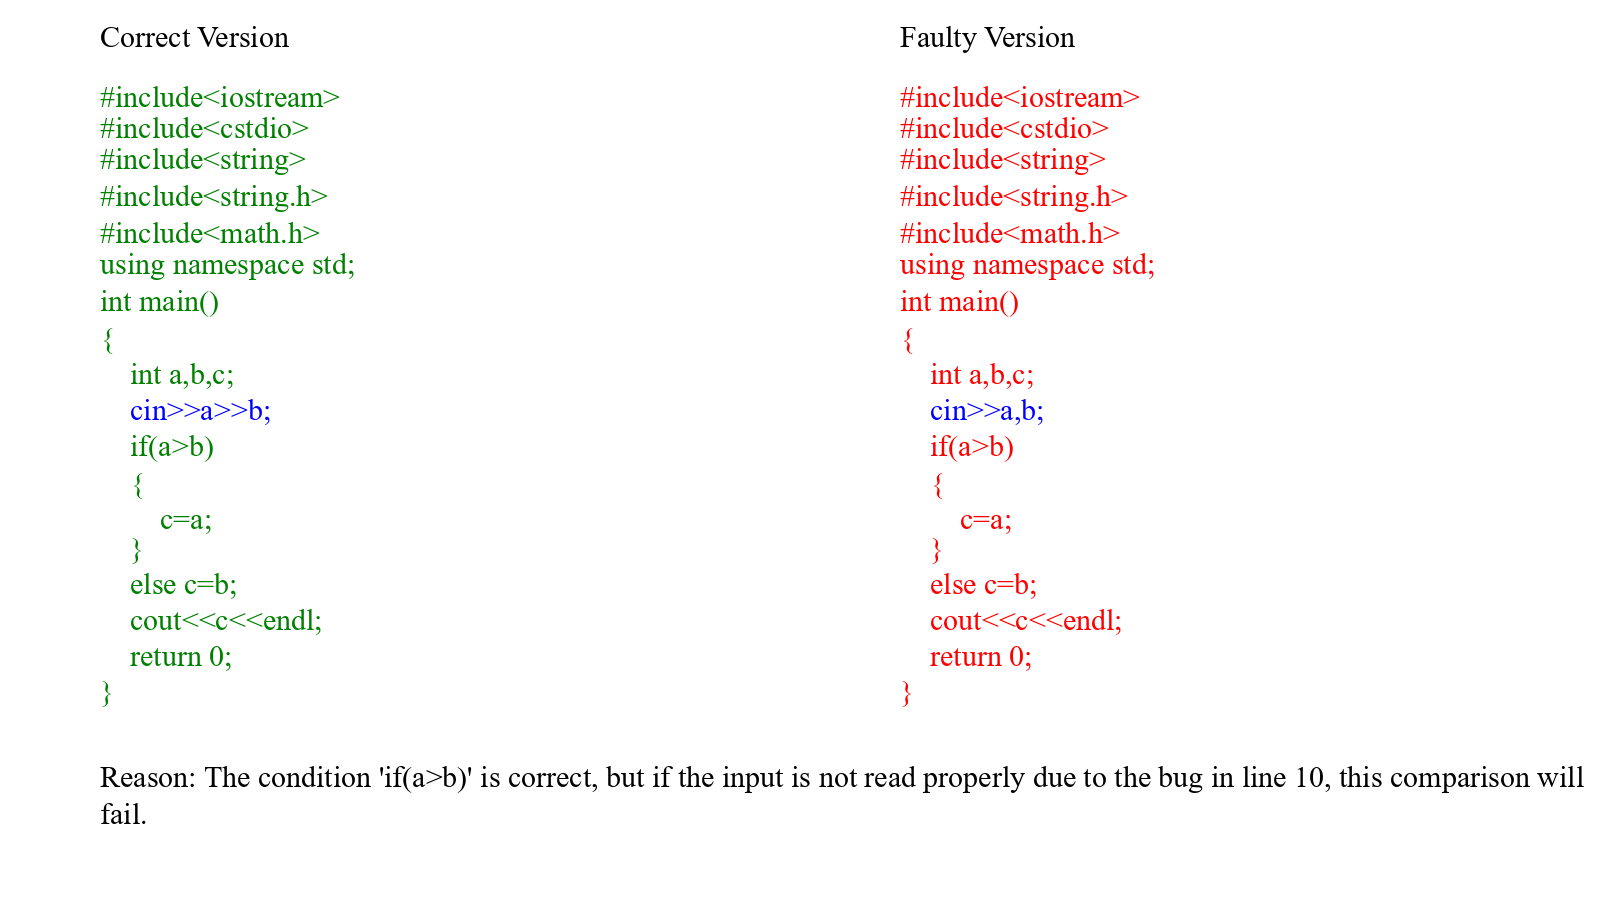 Correct Version
#include<iostream>
#include<cstdio>
#include<string>
#include<string.h>
#include<math.h>
using namespace std;
int main()
{
    int a,b,c;
    cin>>a>>b;
    if(a>b)
    {
        c=a;
    }
    else c=b;
    cout<<c<<endl;
    return 0;
}
Faulty Version
#include<iostream>
#include<cstdio>
#include<string>
#include<string.h>
#include<math.h>
using namespace std;
int main()
{
    int a,b,c;
    cin>>a,b;
    if(a>b)
    {
        c=a;
    }
    else c=b;
    cout<<c<<endl;
    return 0;
}
Reason: The condition 'if(a>b)' is correct, but if the input is not read properly due to the bug in line 10, this comparison will
fail.